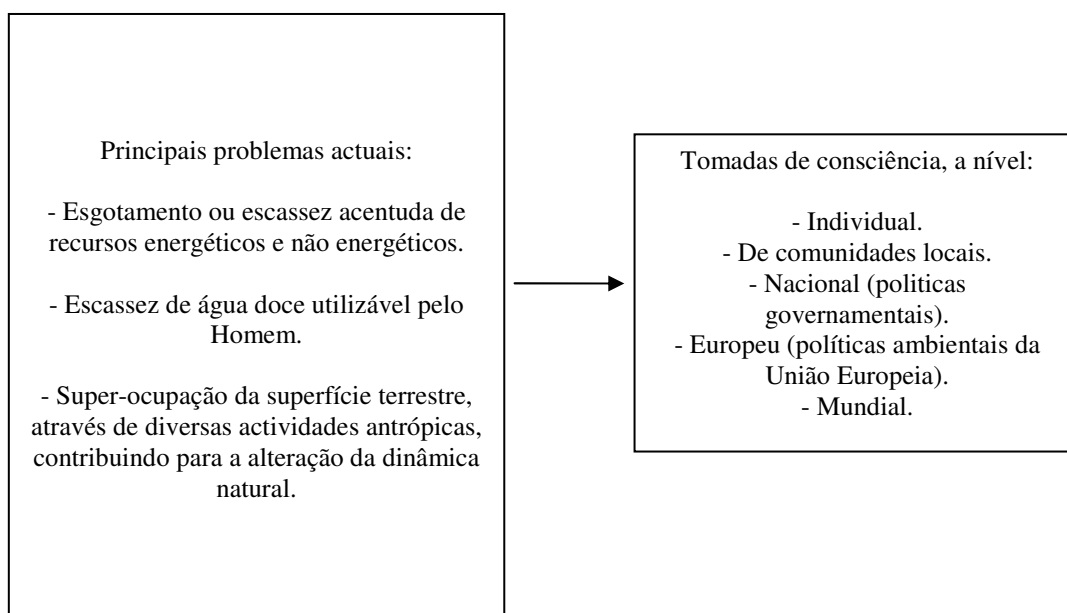 Principais problemas actuais:
- Esgotamento ou escassez acentuda de
recursos energéticos e não energéticos.
- Escassez de água doce utilizável pelo
Homem.
- Super-ocupação da superfície terrestre,
através de diversas actividades antrópicas,
contribuindo para a alteração da dinâmica
natural.
Tomadas de consciência, a nível:
- Individual.
- De comunidades locais.
- Nacional (politicas
governamentais).
- Europeu (políticas ambientais da
União Europeia).
- Mundial.